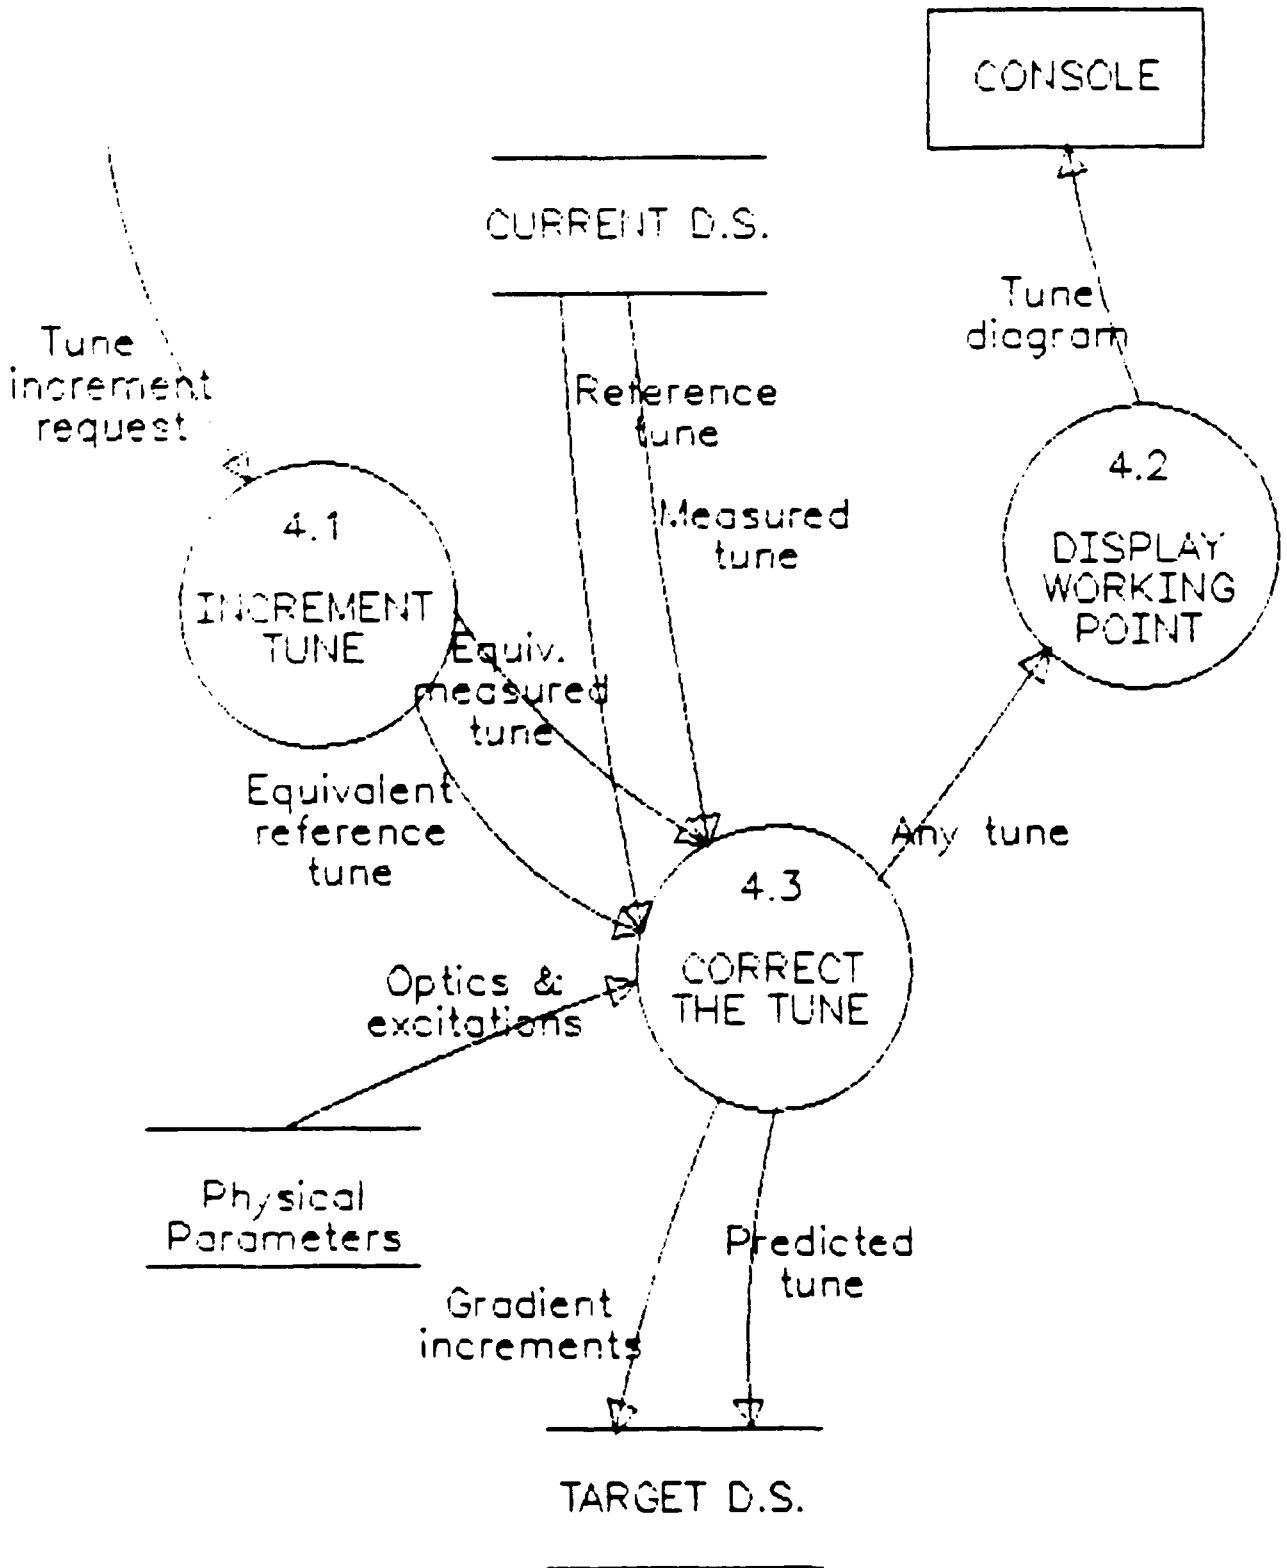 CONSOLE
CURRENT D.S.
Tune
diagram
Tune
increment
request
Reference
tune
4.2
DISPLAY
WORKING
POINT
4.1
INCREMENT
TUNE
Measured
tune
Equiv.
measured
tune
Equivalent
reference
tune
Any tune
4.3
CORRECT
THE TUNE
Optics &
excitations
Physical
Parameters
Predicted
tune
Gradient
increments
TARGET D.S.